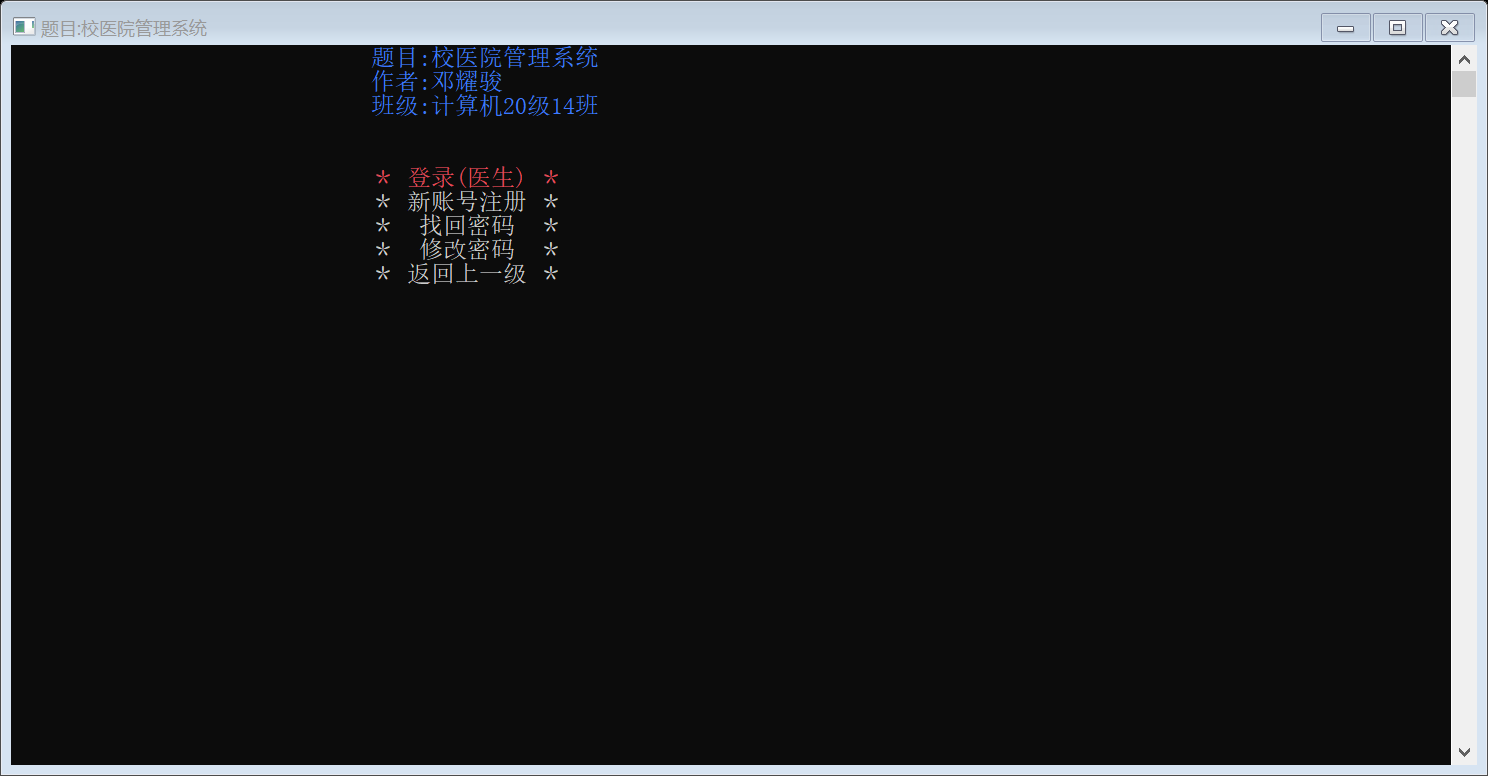 题目:校医院管理系统
题目:校医院管理系统
作者:邓耀骏
班级:计算机20级14班
* 登录(医生) *
* 新账号注册 *
* 找回密码 *
* 修改密码 *
* 返回上一级 *